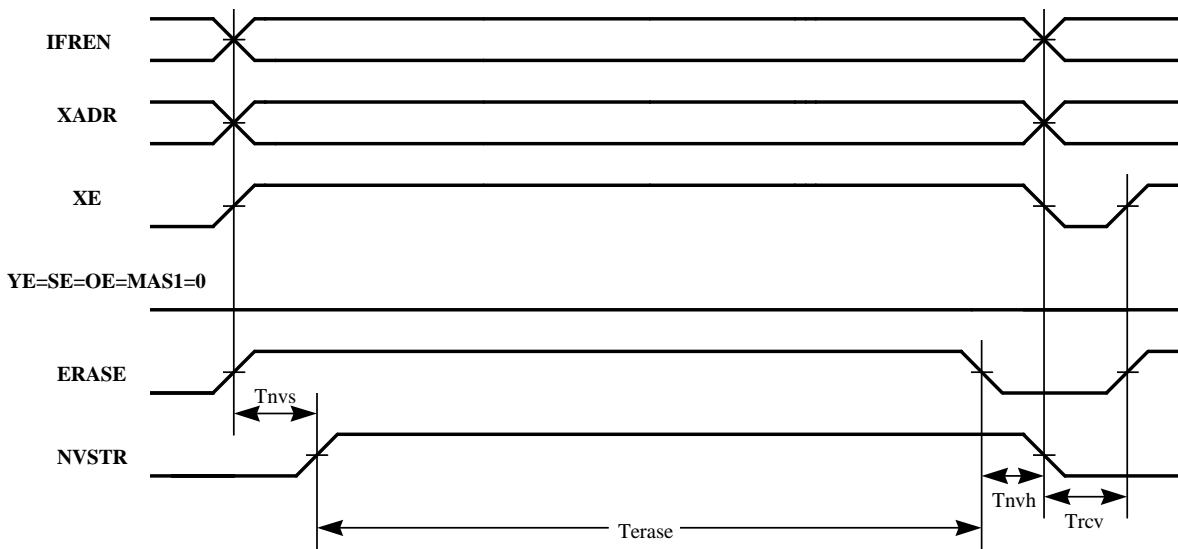 IFREN
XADR
XE
YE=SE=OE=MAS1=0
ERASE
Tnvs
NVSTR
Tnvh
Trcv
Terase